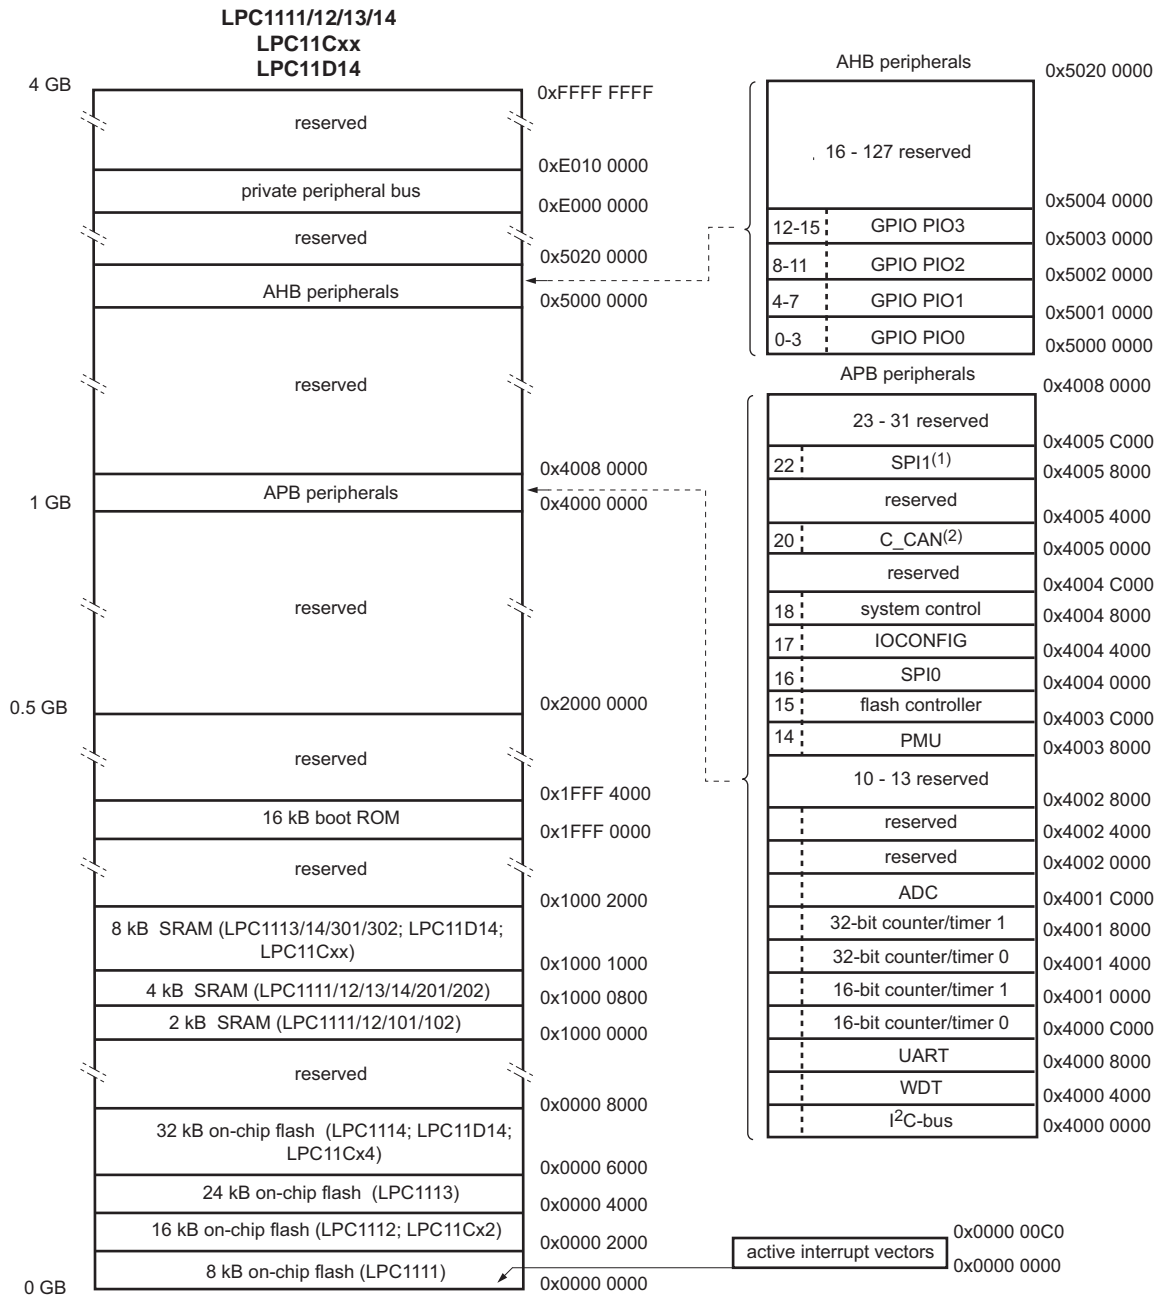 LPC1111/12/13/14
LPC11Cxx
LPC11D14
4 GB
0xFFFF FFFF
reserved
0xE010 0000
private peripheral bus
0xE000 0000
reserved
0x5020 0000
AHB peripherals
0x5000 0000
reserved
0x4008 0000
APB peripherals
1 GB
0x4000 0000
reserved
0x2000 0000
0.5 GB
reserved
0x1FFF 4000
16 kB boot ROM
0x1FFF 0000
reserved
0x1000 2000
8 kB SRAM (LPC1113/14/301/302; LPC11D14;
LPC11Cxx)
0x1000 1000
4 kB SRAM (LPC1111/12/13/14/201/202)
0x1000 0800
2 kB SRAM (LPC1111/12/101/102)
0x1000 0000
reserved
0x0000 8000
32 kB on-chip flash (LPC1114; LPC11D14;
LPC11Cx4)
0x0000 6000
24 kB on-chip flash (LPC1113)
0x0000 4000
16 kB on-chip flash (LPC1112; LPC11Cx2)
0x0000 2000
8 kB on-chip flash (LPC1111)
0x0000 0000
0 GB
AHB peripherals
0x5020 0000
16 - 127 reserved
0x5004 0000
12-15 GPIO PIO3
0x5003 0000
8-11 GPIO PIO2
0x5002 0000
4-7 GPIO PIO1
0x5001 0000
0-3 GPIO PIO0
0x5000 0000
APB peripherals
0x4008 0000
23 - 31 reserved
0x4005 C000
22 SPI1(1)
0x4005 8000
reserved
0x4005 4000
20 C_CAN(2)
0x4005 0000
reserved
0x4004 C000
18 system control
0x4004 8000
17 IOCONFIG
0x4004 4000
16 SPI0
0x4004 0000
15 flash controller
0x4003 C000
14 PMU
0x4003 8000
10 - 13 reserved
0x4002 8000
reserved
0x4002 4000
reserved
0x4002 0000
ADC
0x4001 C000
32-bit counter/timer 1
0x4001 8000
32-bit counter/timer 0
0x4001 4000
16-bit counter/timer 1
0x4001 0000
16-bit counter/timer 0
0x4000 C000
UART
0x4000 8000
WDT
0x4000 4000
I2C-bus
0x4000 0000
0x0000 00C0
active interrupt vectors
0x0000 0000